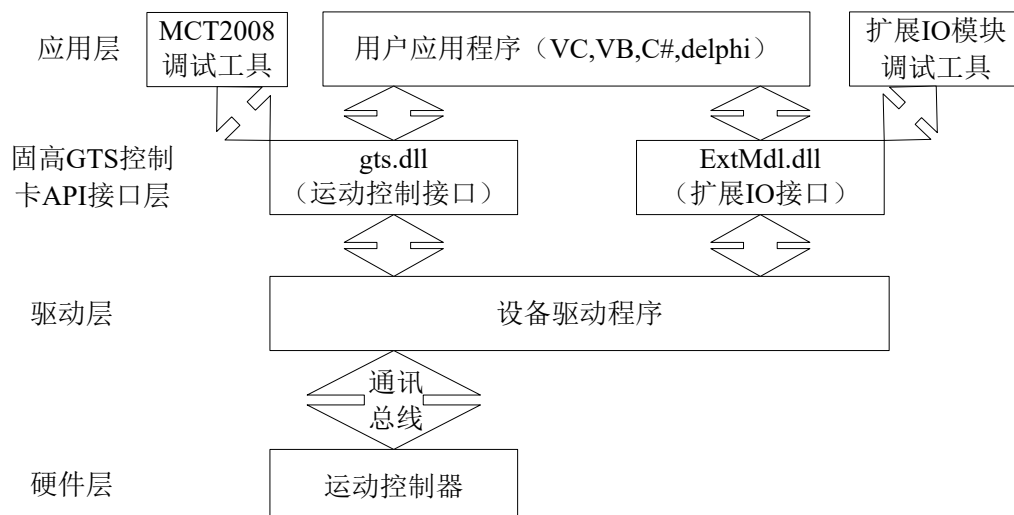 应用层
MCT2008
调试工具
用户应用程序（VC,VB,C#,delphi）
扩展IO模块
调试工具
固高GTS控制
卡API接口层
gts.dll
（运动控制接口）
ExtMdl.dll
（扩展IO接口）
驱动层
设备驱动程序
通讯
总线
硬件层
运动控制器